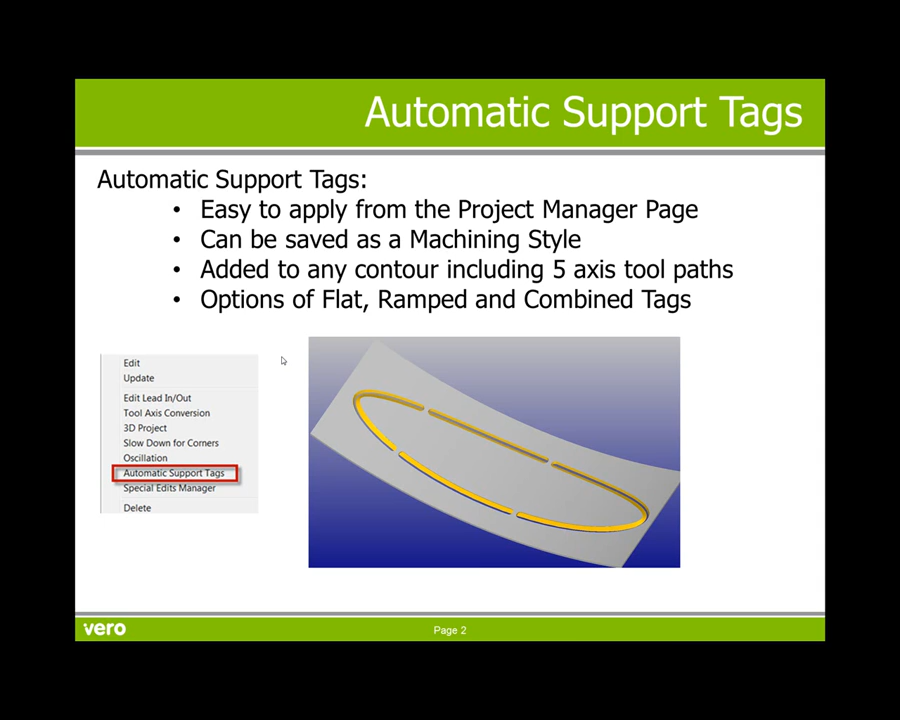 Automatic Support Tags
Automatic Support Tags:
• Easy to apply from the Project Manager Page
• Can be saved as a Machining Style
• Added to any contour including 5 axis tool paths
• Options of Flat, Ramped and Combined Tags
Edit
Update
Edit Lead In/Out
Tool Axis Conversion
3D Project
Slow Down for Corners
Oscillation
Automatic Support Tags
Special Edits Manager
Delete
vero
Page 2